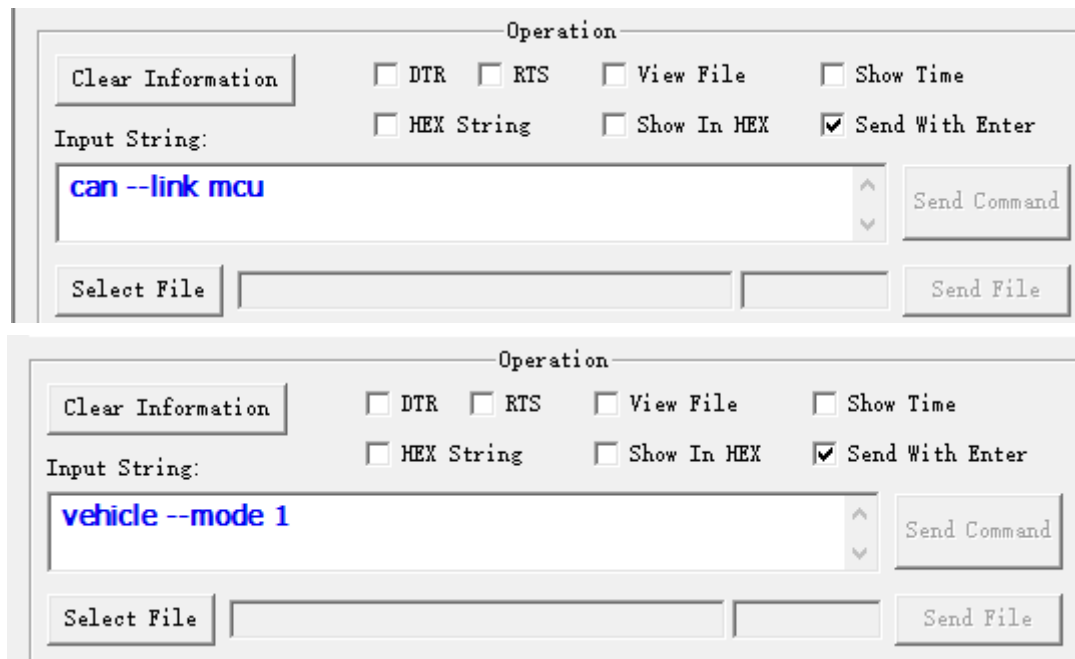 Operation
Clear Information DTR RTS View File Show Time
HEX String Show In HEX Send With Enter
Input String:
can --link mcu
Send Command
Select File Send File
Operation
Clear Information DTR RTS View File Show Time
HEX String Show In HEX Send With Enter
Input String:
vehicle --mode 1
Send Command
Select File Send File